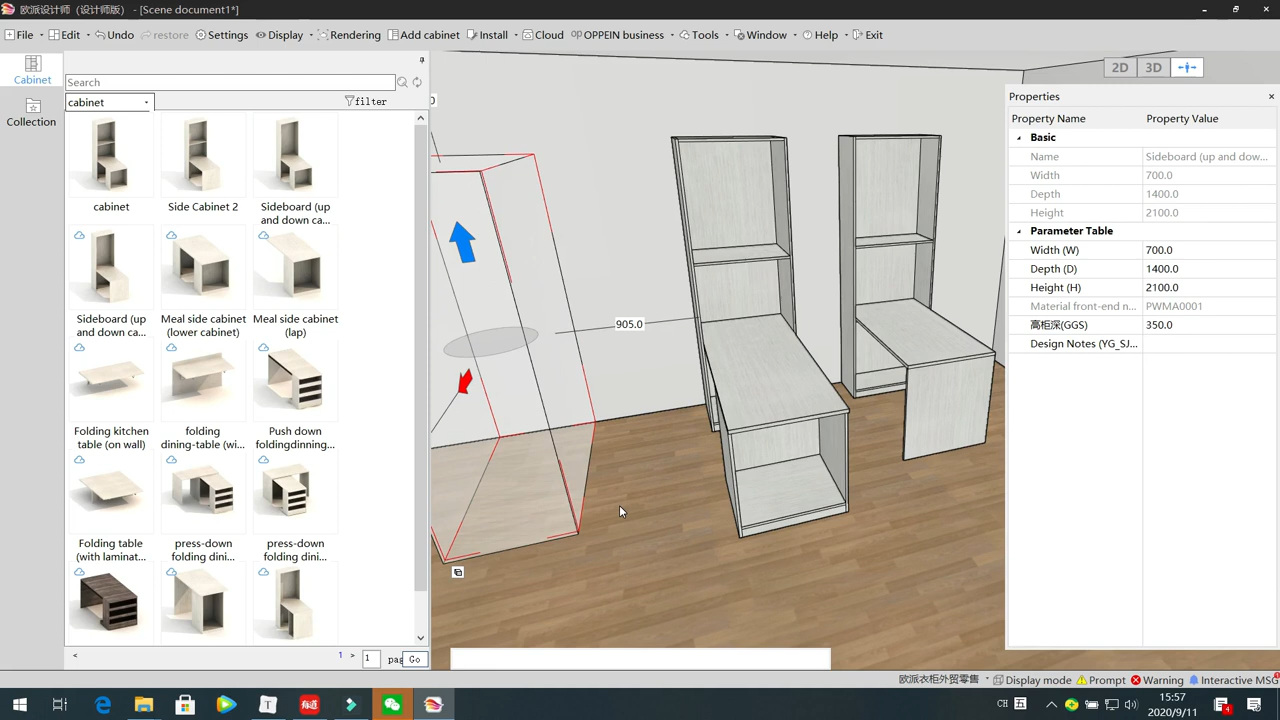 欧派设计师 (设计师版) - [Scene document1*]
File Edit Undo restore Settings Display Rendering Add cabinet Install Cloud OPPEIN business Tools Window Help Exit
Cabinet
Collection
Search
cabinet
filter
cabinet
Side Cabinet 2
Sideboard (up
and down ca...
Sideboard (up
and down ca...
Meal side cabinet
(lower cabinet)
Meal side cabinet
(lap)
Folding kitchen
table (on wall)
folding
dining-table (wi...
Push down
foldingdinning...
Folding table
(with laminat...
press-down
folding dini...
press-down
folding dini...
< 1 > 1 pag Go
0
905.0
2D 3D
Properties
Property Name Property Value
Basic
Name Sideboard (up and dow...
Width 700.0
Depth 1400.0
Height 2100.0
Parameter Table
Width (W) 700.0
Depth (D) 1400.0
Height (H) 2100.0
Material front-end n... PWMA0001
高柜深(GGS) 350.0
Design Notes (YG_SJ...
欧派衣柜外贸零售 Display mode Prompt Warning Interactive MSG
CH 五
15:57
2020/9/11
4